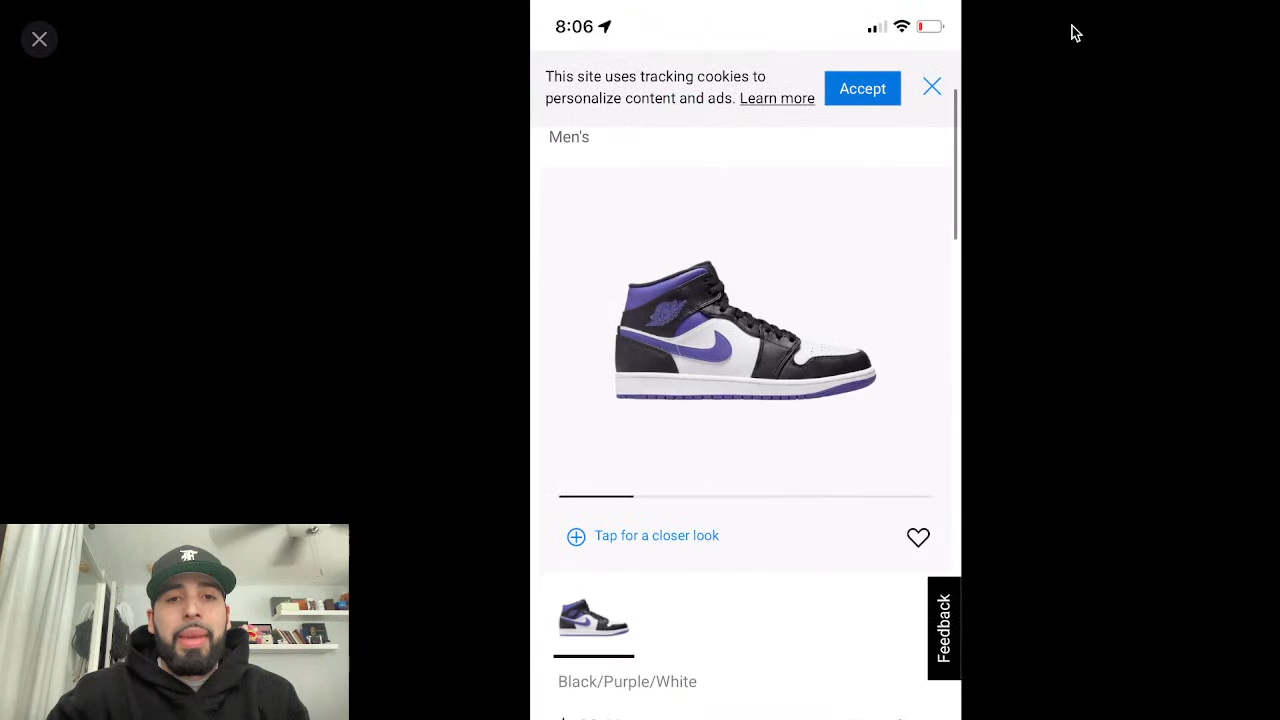 8:06
This site uses tracking cookies to
personalize content and ads. Learn more
Accept
Men's
Tap for a closer look
Feedback
Black/Purple/White